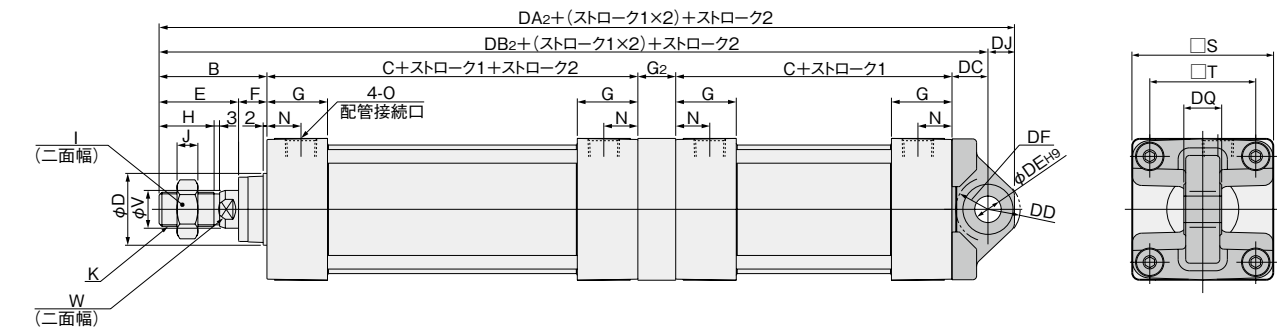 DA2+(ストローク1×2)+ストローク2
DB2+(ストローク1×2)+ストローク2
DJ
B
C+ストローク1+ストローク2
G2
C+ストローク1
DC
E
F
G
4-O
配管接続口
G
G
G
H
3
2
N
N
N
N
J
I
(二面幅)
φD
φV
K
W
(二面幅)
DF
φDEH9
DD
□S
□T
DQ